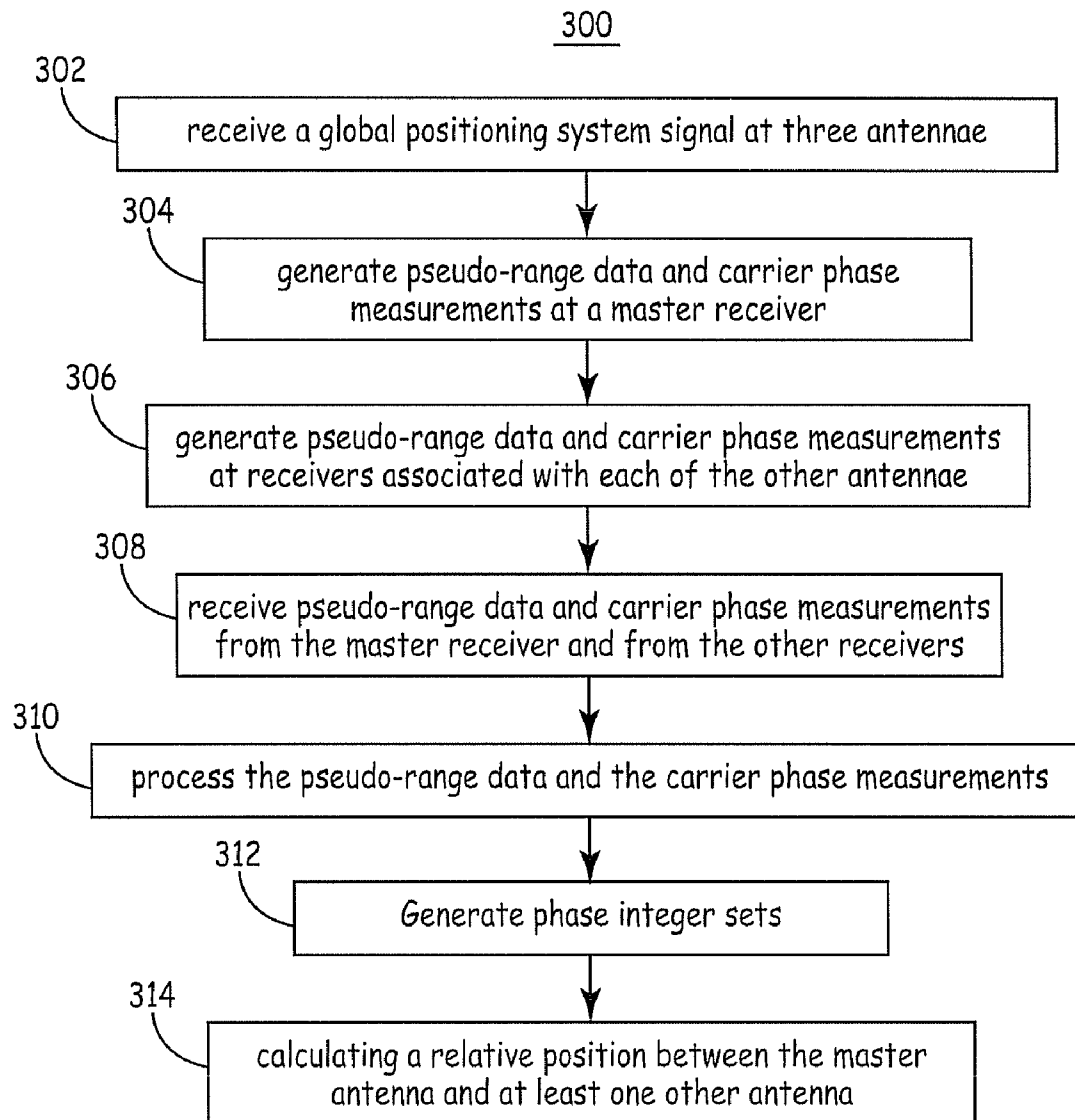 300
302
receive a global positioning system signal at three antennae
304
generate pseudo-range data and carrier phase
measurements at a master receiver
306
generate pseudo-range data and carrier phase measurements
at receivers associated with each of the other antennae
308
receive pseudo-range data and carrier phase measurements
from the master receiver and from the other receivers
310
process the pseudo-range data and the carrier phase measurements
312
Generate phase integer sets
314
calculating a relative position between the master
antenna and at least one other antenna